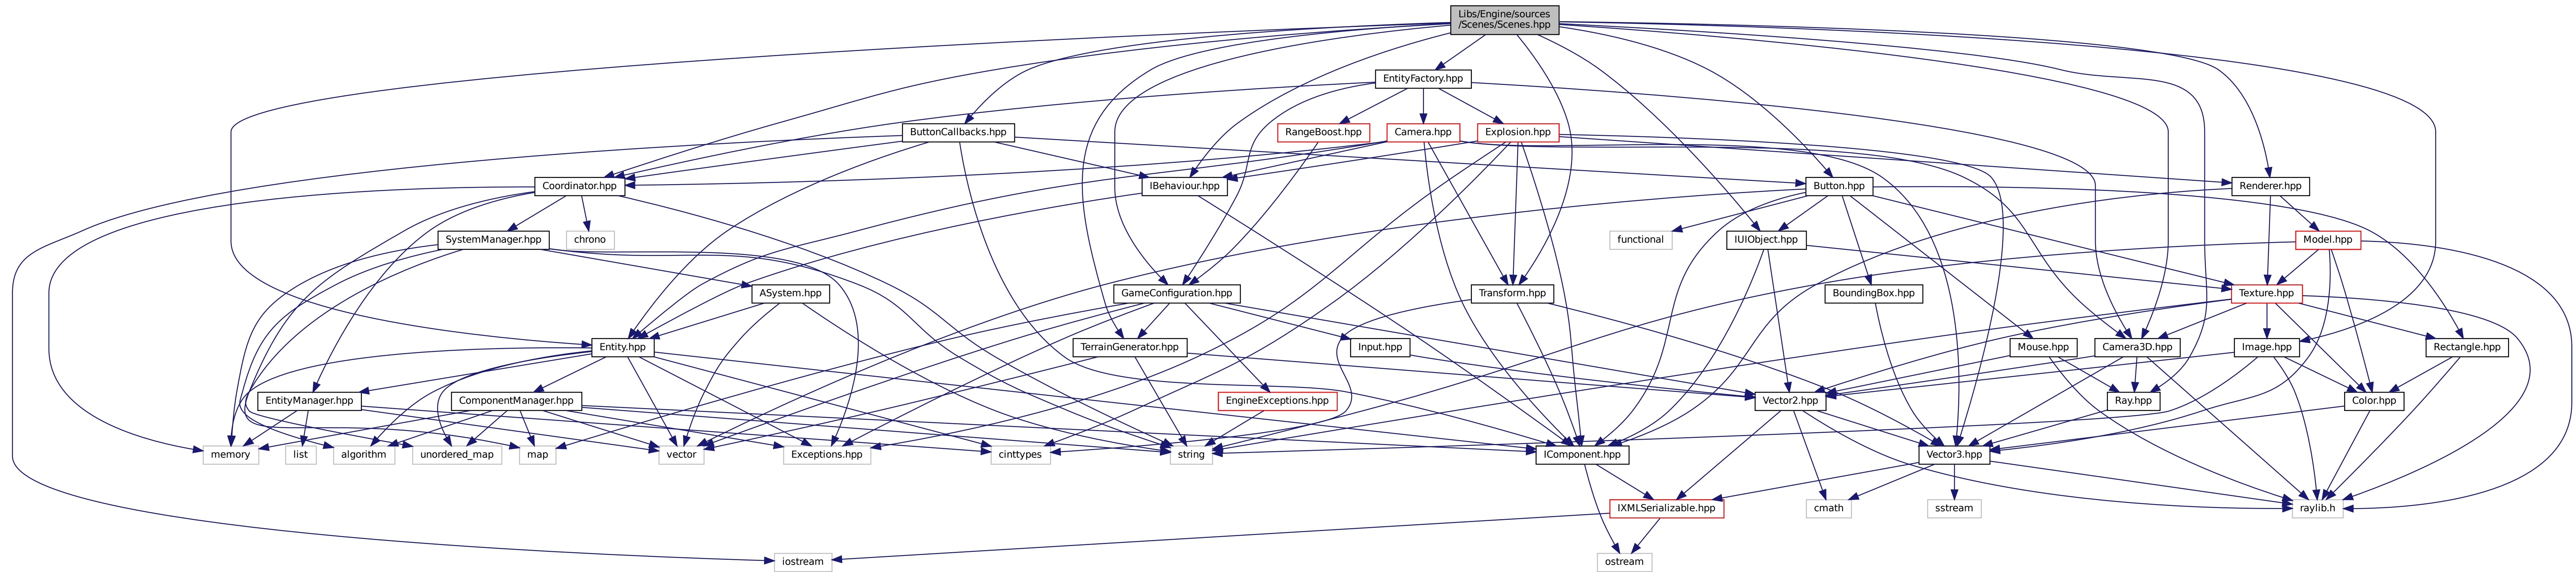 Libs/Engine/sources
/Scenes/Scenes.hpp
EntityFactory.hpp
ButtonCallbacks.hpp
RangeBoost.hpp
Camera.hpp
Explosion.hpp
Coordinator.hpp
IBehaviour.hpp
Button.hpp
Renderer.hpp
SystemManager.hpp
chrono
functional
IUIObject.hpp
Model.hpp
ASystem.hpp
GameConfiguration.hpp
Transform.hpp
BoundingBox.hpp
Texture.hpp
Entity.hpp
TerrainGenerator.hpp
Input.hpp
Mouse.hpp
Camera3D.hpp
Image.hpp
Rectangle.hpp
EntityManager.hpp
ComponentManager.hpp
EngineExceptions.hpp
Vector2.hpp
Ray.hpp
Color.hpp
memory
list
algorithm
unordered_map
map
vector
Exceptions.hpp
cinttypes
string
IComponent.hpp
Vector3.hpp
IXMLSerializable.hpp
cmath
sstream
raylib.h
iostream
ostream